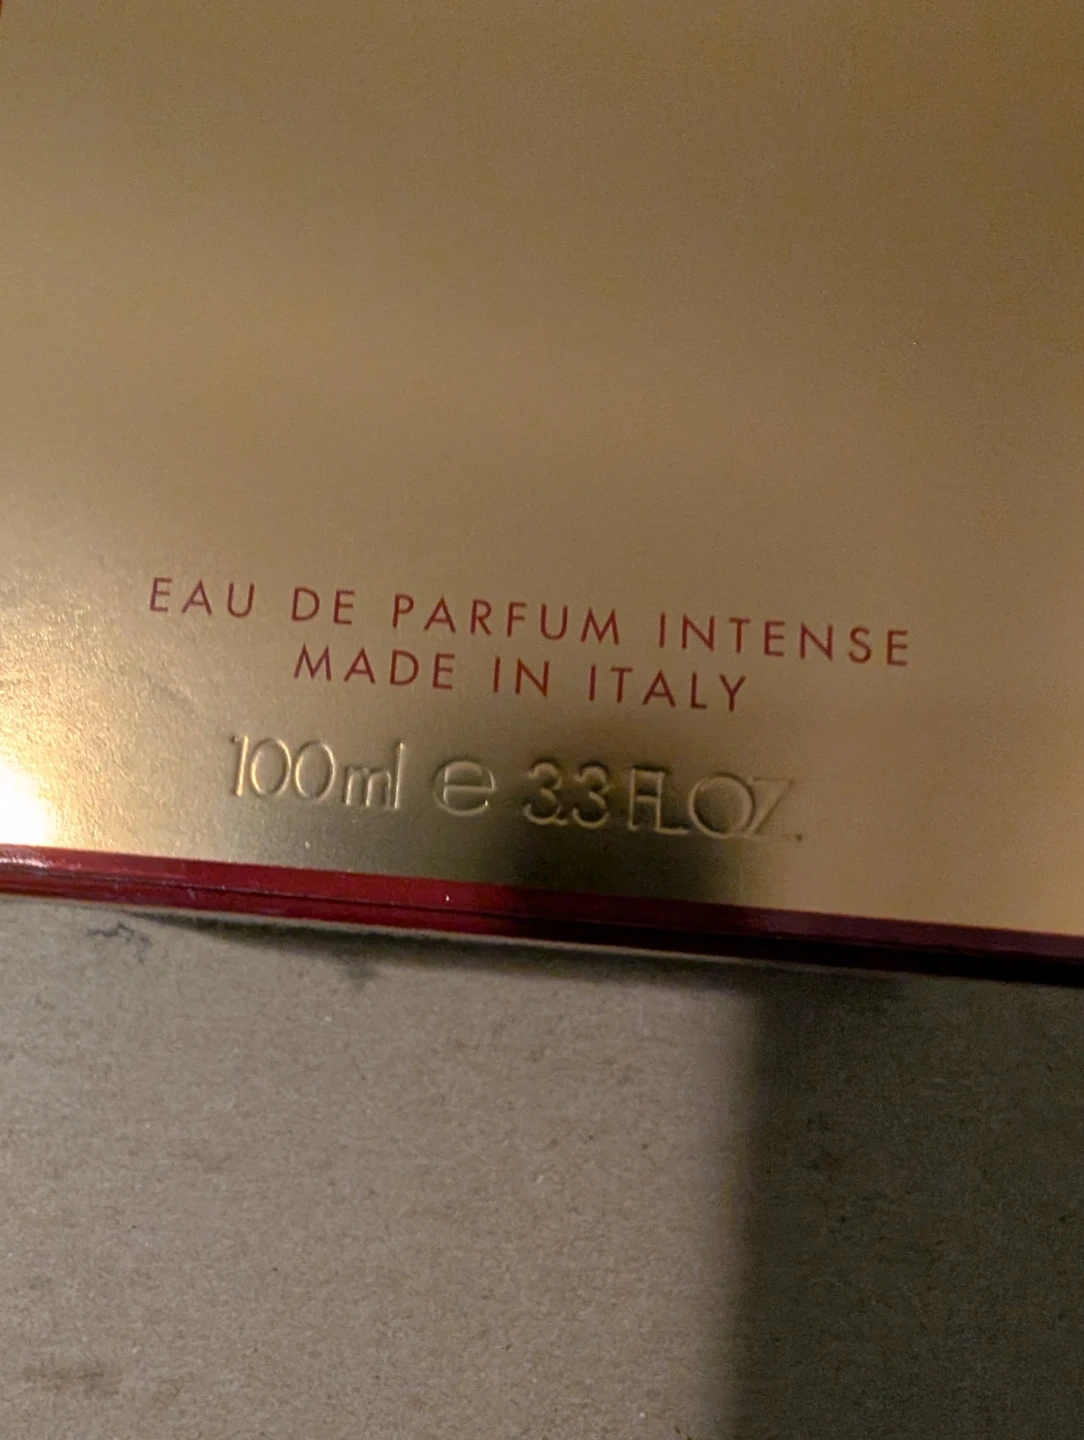 EAU DE PARFUM INTENSE
MADE IN ITALY
100ml e 3.3 FL.OZ.